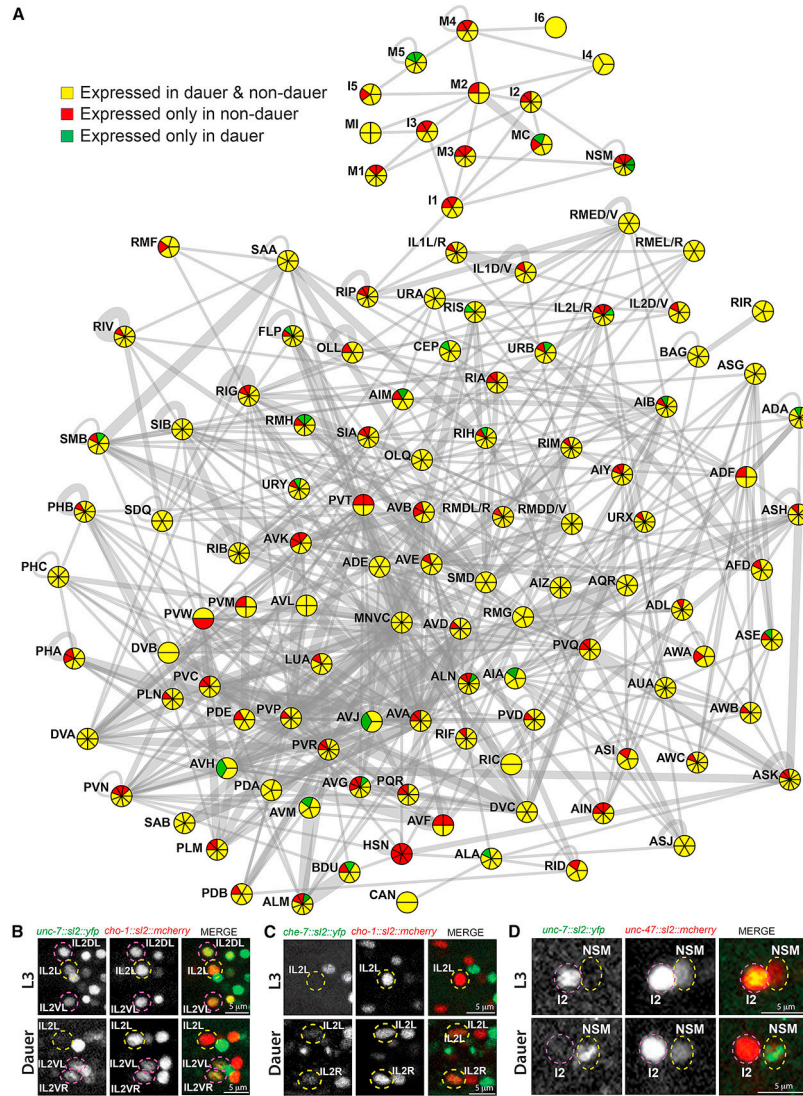 A
M4
I6
M5
I4
Expressed in dauer & non-dauer
Expressed only in non-dauer
Expressed only in dauer
I5
M2
I2
MI
I3
MC
M3
NSM
M1
I1
RMED/V
RMF
SAA
IL1L/R
RMEL/R
IL1D/V
RIP
URA
RIS
IL2L/R
IL2D/V
RIR
RIV
FLP
OLL
CEP
URB
BAG
ASG
RIG
AIM
RIA
AIB
ADA
SMB
SIB
RMH
SIA
RIH
RIM
OLQ
AIY
ADF
URY
PHB
SDQ
PVT
AVB
RMDL/R
RMDD/V
URX
ASH
RIB
AVK
ADE
AVE
AFD
PHC
SMD
AIZ
AQR
PVW
PVM
AVL
MNVC
AVD
RMG
ADL
DVB
ASE
PHA
LUA
PVQ
AWA
PVC
ALN
AIA
AUA
PLN
PDE
PVP
AVJ
AVA
PVD
AWB
DVA
PVR
RIF
AVH
RIC
ASI
AWC
ASK
PVN
PDA
AVG
PQR
DVC
AIN
SAB
AVM
AVF
PLM
HSN
ALA
ASJ
BDU
RID
PDB
ALM
CAN
B
unc-7::sl2::yfp cho-1::sl2::mcherry MERGE
L3
IL2DL IL2DL IL2DL
IL2L IL2L IL2L
IL2VL IL2VL IL2VL
5 μm
Dauer
IL2L IL2L IL2L
IL2VL IL2VL IL2VL
IL2VR IL2VR IL2VR
5 μm
C
che-7::sl2::yfp cho-1::sl2::mcherry MERGE
IL2L IL2L IL2L
5 μm
Dauer
IL2L IL2L IL2L
IL2L
IL2R IL2R IL2R
5 μm
D
unc-7::sl2::yfp unc-47::sl2::mcherry MERGE
L3
NSM NSM NSM
I2 I2 I2
5 μm
Dauer
NSM NSM NSM
I2 I2 I2
5 μm